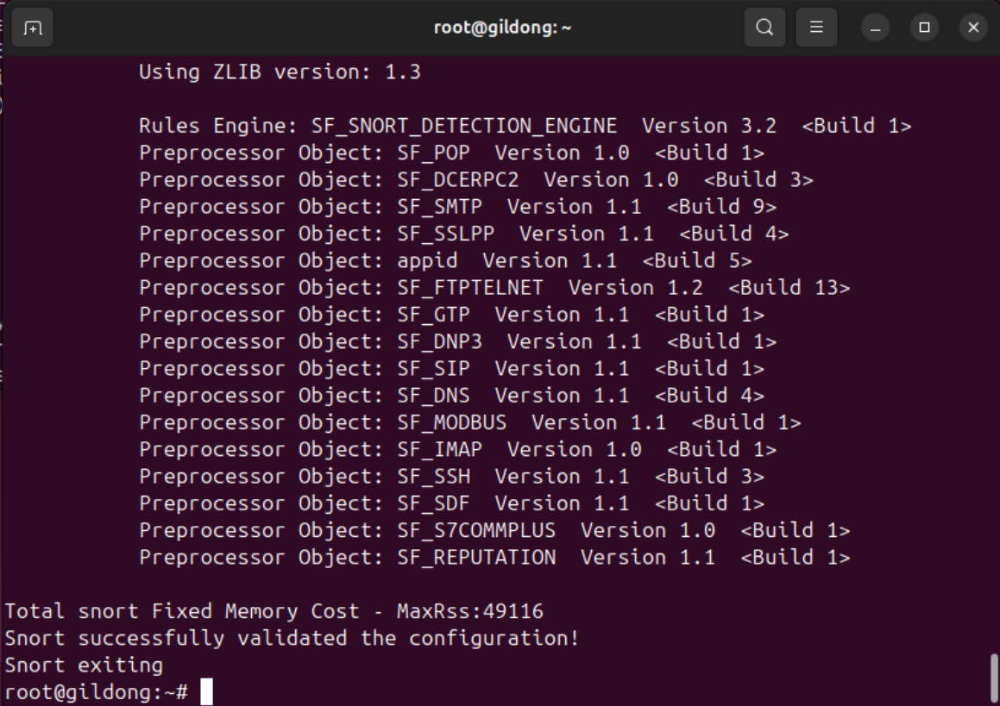 root@gildong: ~
Using ZLIB version: 1.3
Rules Engine: SF_SNORT_DETECTION_ENGINE  Version 3.2  <Build 1>
Preprocessor Object: SF_POP  Version 1.0  <Build 1>
Preprocessor Object: SF_DCERPC2  Version 1.0  <Build 3>
Preprocessor Object: SF_SMTP  Version 1.1  <Build 9>
Preprocessor Object: SF_SSLPP  Version 1.1  <Build 4>
Preprocessor Object: appid  Version 1.1  <Build 5>
Preprocessor Object: SF_FTPTELNET  Version 1.2  <Build 13>
Preprocessor Object: SF_GTP  Version 1.1  <Build 1>
Preprocessor Object: SF_DNP3  Version 1.1  <Build 1>
Preprocessor Object: SF_SIP  Version 1.1  <Build 1>
Preprocessor Object: SF_DNS  Version 1.1  <Build 4>
Preprocessor Object: SF_MODBUS  Version 1.1  <Build 1>
Preprocessor Object: SF_IMAP  Version 1.0  <Build 1>
Preprocessor Object: SF_SSH  Version 1.1  <Build 3>
Preprocessor Object: SF_SDF  Version 1.1  <Build 1>
Preprocessor Object: SF_S7COMMPLUS  Version 1.0  <Build 1>
Preprocessor Object: SF_REPUTATION  Version 1.1  <Build 1>
Total snort Fixed Memory Cost - MaxRss:49116
Snort successfully validated the configuration!
Snort exiting
root@gildong:~#